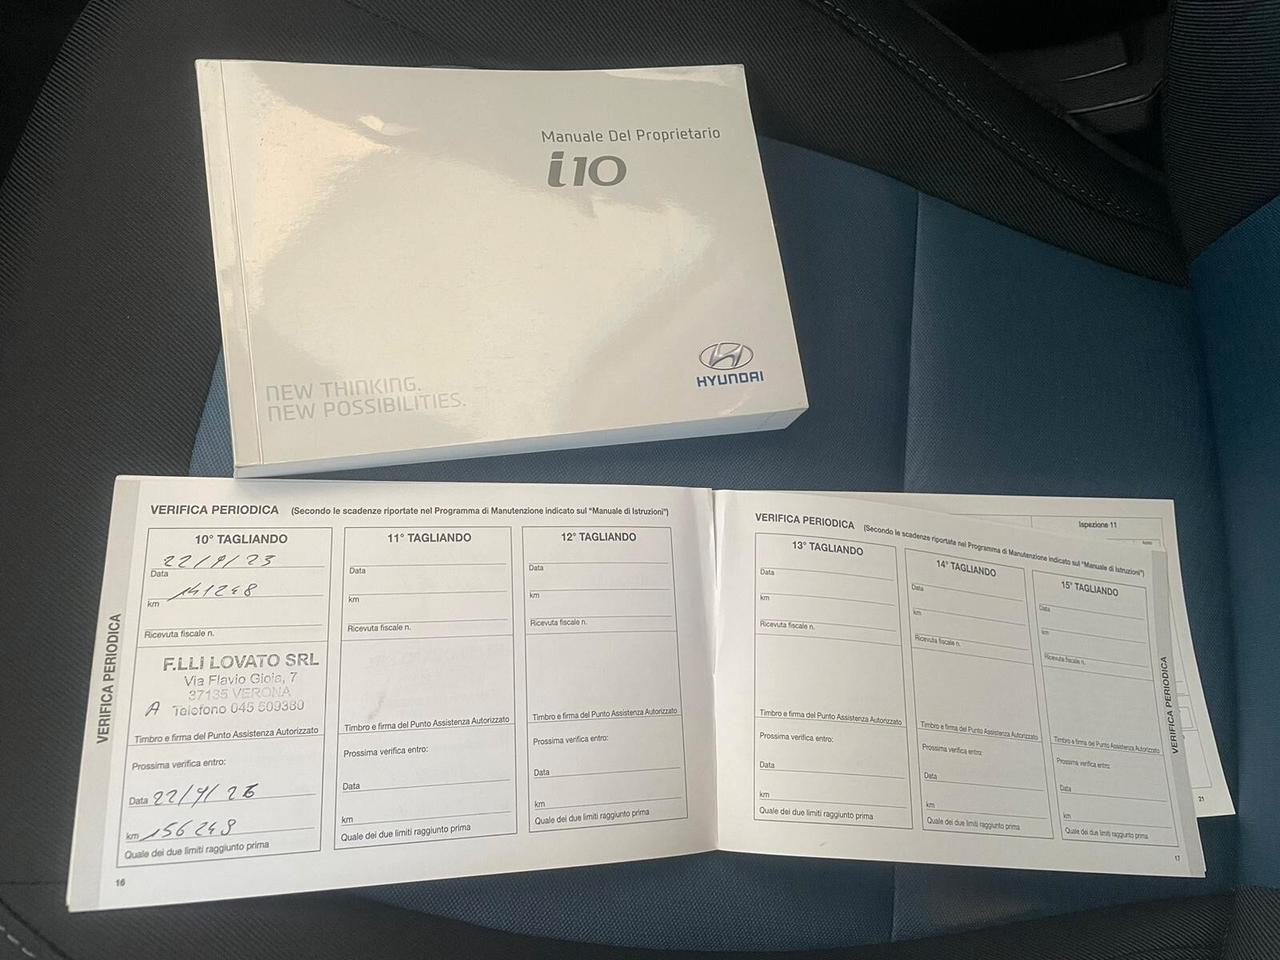 Manuale Del Proprietario
i10
HYUNDAI
NEW THINKING.
NEW POSSIBILITIES.
VERIFICA PERIODICA (Secondo le scadenze riportate nel Programma di Manutenzione indicato sul "Manuale di Istruzioni")
10° TAGLIANDO
22/9/23
Data
141248
km
Ricevuta fiscale n.
F.LLI LOVATO SRL
Via Flavio Gioia, 7
37135 VERONA
A Telefono 045 509380
Timbro e firma del Punto Assistenza Autorizzato
Prossima verifica entro:
Data 22/9/26
km 156249
Quale dei due limiti raggiunto prima
11° TAGLIANDO
Data
km
Ricevuta fiscale n.
Timbro e firma del Punto Assistenza Autorizzato
Prossima verifica entro:
Data
km
Quale dei due limiti raggiunto prima
12° TAGLIANDO
Data
km
Ricevuta fiscale n.
Timbro e firma del Punto Assistenza Autorizzato
Prossima verifica entro:
Data
km
Quale dei due limiti raggiunto prima
VERIFICA PERIODICA
16
VERIFICA PERIODICA (Secondo le scadenze riportate nel Programma di Manutenzione indicato sul "Manuale di Istruzioni")
13° TAGLIANDO
Data
km
Ricevuta fiscale n.
Timbro e firma del Punto Assistenza Autorizzato
Prossima verifica entro:
Data
km
Quale dei due limiti raggiunto prima
14° TAGLIANDO
Data
km
Ricevuta fiscale n.
Timbro e firma del Punto Assistenza Autorizzato
Prossima verifica entro:
Data
km
Quale dei due limiti raggiunto prima
15° TAGLIANDO
Data
km
Ricevuta fiscale n.
Timbro e firma del Punto Assistenza Autorizzato
Prossima verifica entro:
Data
km
Quale dei due limiti raggiunto prima
VERIFICA PERIODICA
17
Ispezione 11
21